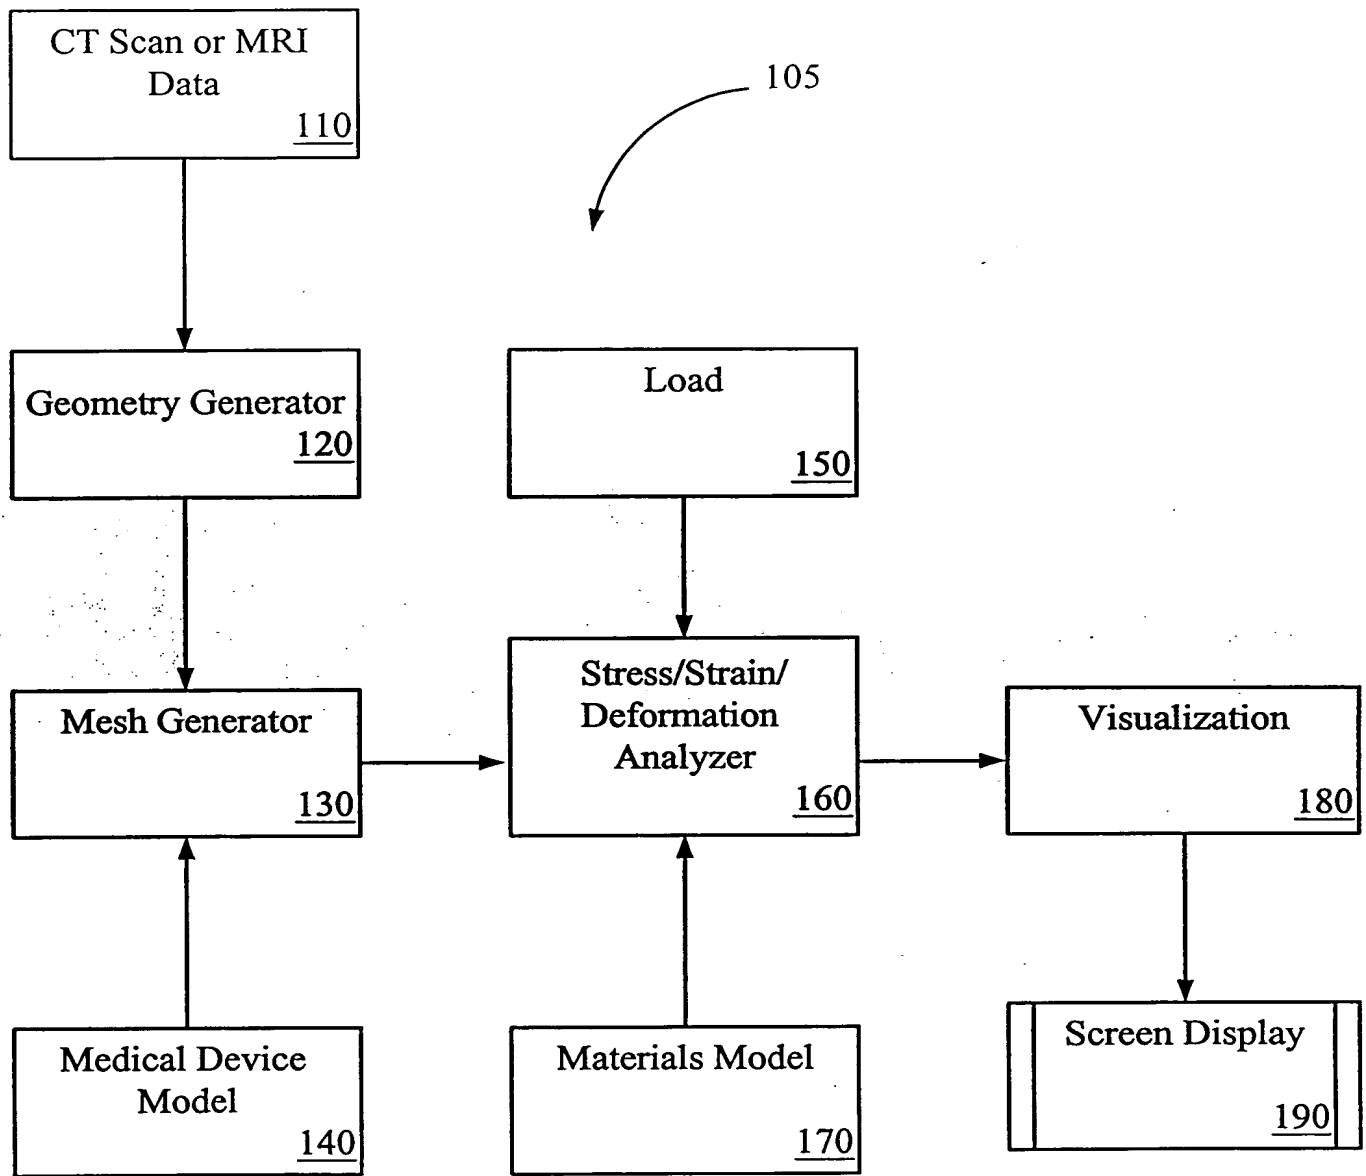 CT Scan or MRI
Data
110
105
Geometry Generator
120
Load
150
Mesh Generator
130
Stress/Strain/
Deformation
Analyzer
160
Visualization
180
Medical Device
Model
140
Materials Model
170
Screen Display
190